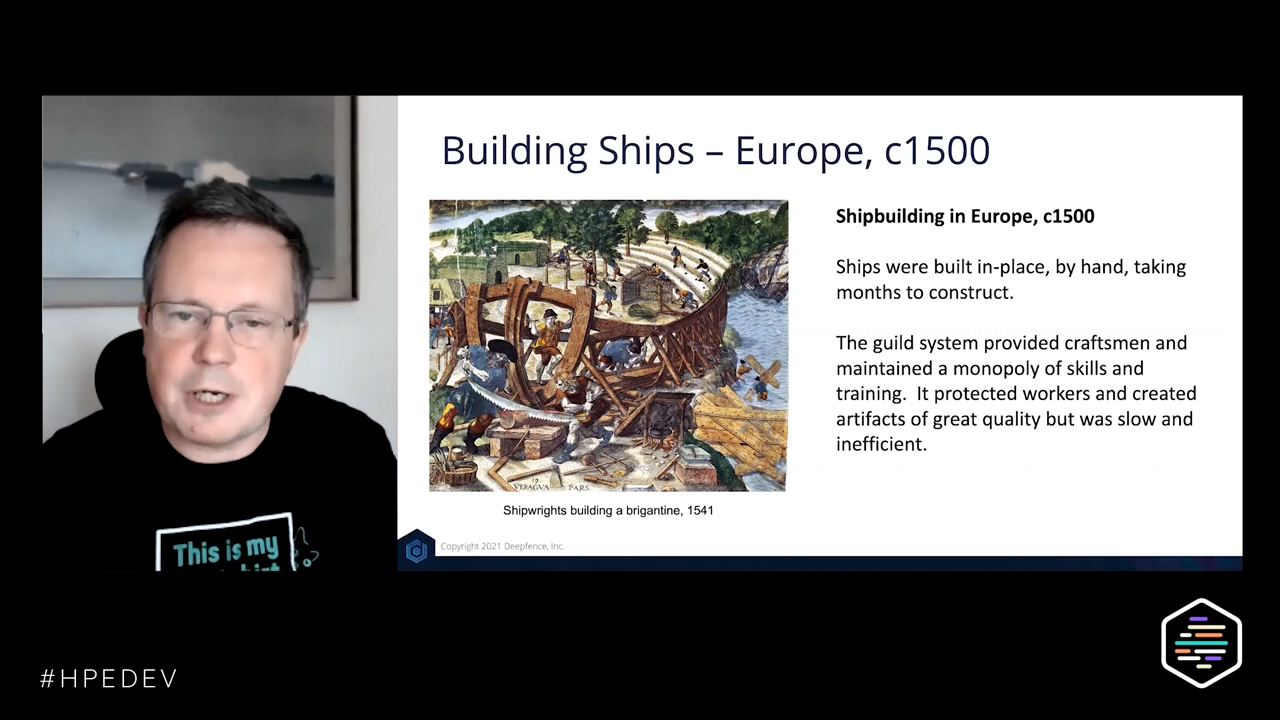 Building Ships – Europe, c1500
Shipbuilding in Europe, c1500
Ships were built in-place, by hand, taking
months to construct.
The guild system provided craftsmen and
maintained a monopoly of skills and
training. It protected workers and created
artifacts of great quality but was slow and
inefficient.
VERAGVA PARS.
Shipwrights building a brigantine, 1541
Copyright 2021 Deepfence, Inc.
This is my
#HPEDEV